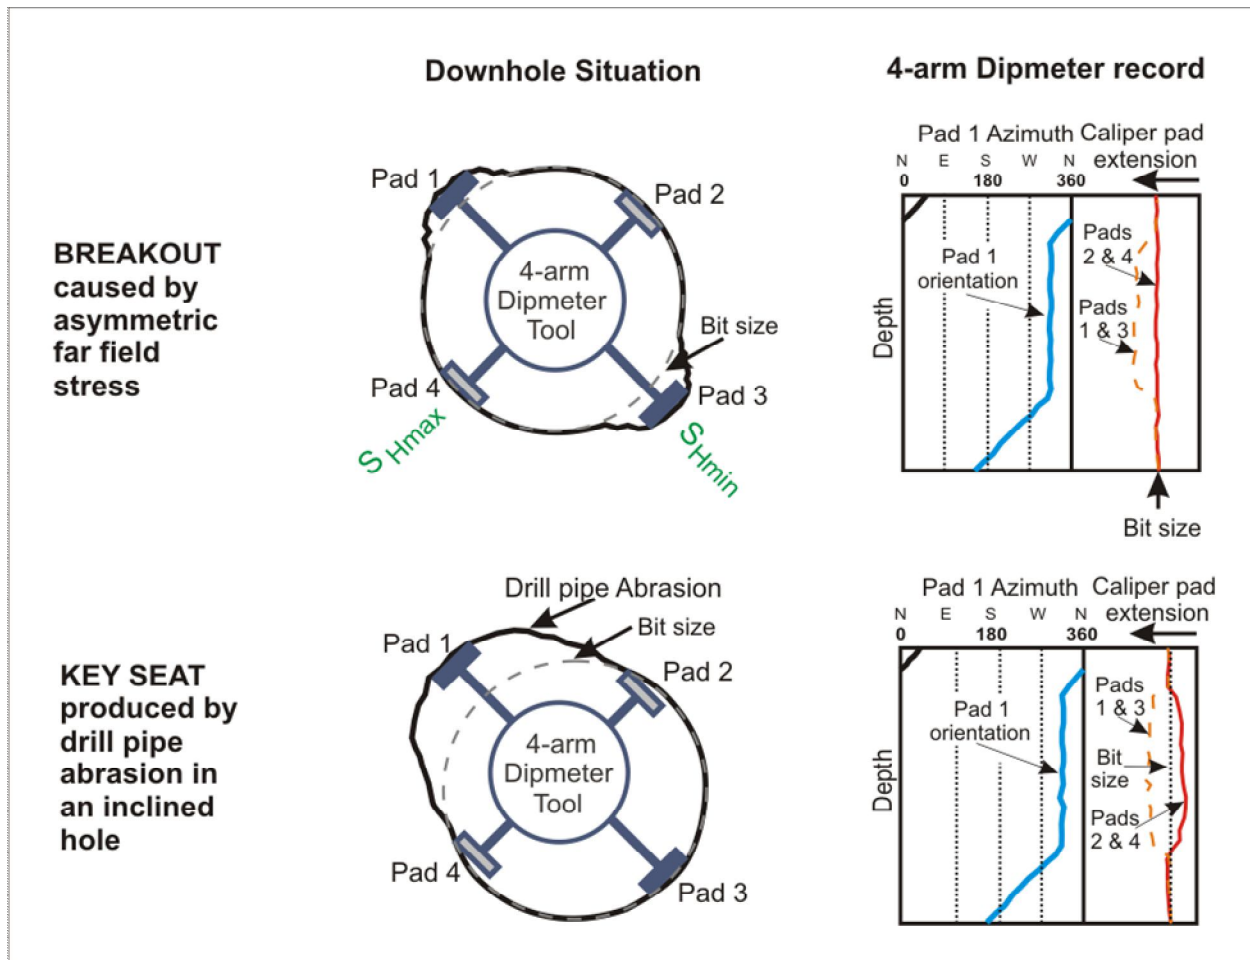 Downhole Situation
4-arm Dipmeter record
BREAKOUT
caused by
asymmetric
far field
stress
Pad 1
Pad 2
4-arm
Dipmeter
Tool
Bit size
Pad 4
Pad 3
SHmax
SHmin
Pad 1 Azimuth
Caliper pad
extension
N E S W N
0 180 360
Pad 1
orientation
Pads
2 & 4
Pads
1 & 3
Depth
Bit size
KEY SEAT
produced by
drill pipe
abrasion in
an inclined
hole
Drill pipe Abrasion
Bit size
Pad 1
Pad 2
4-arm
Dipmeter
Tool
Pad 4
Pad 3
Pad 1 Azimuth
Caliper pad
extension
N E S W N
0 180 360
Pad 1
orientation
Pads
1 & 3
Bit
size
Pads
2 & 4
Depth